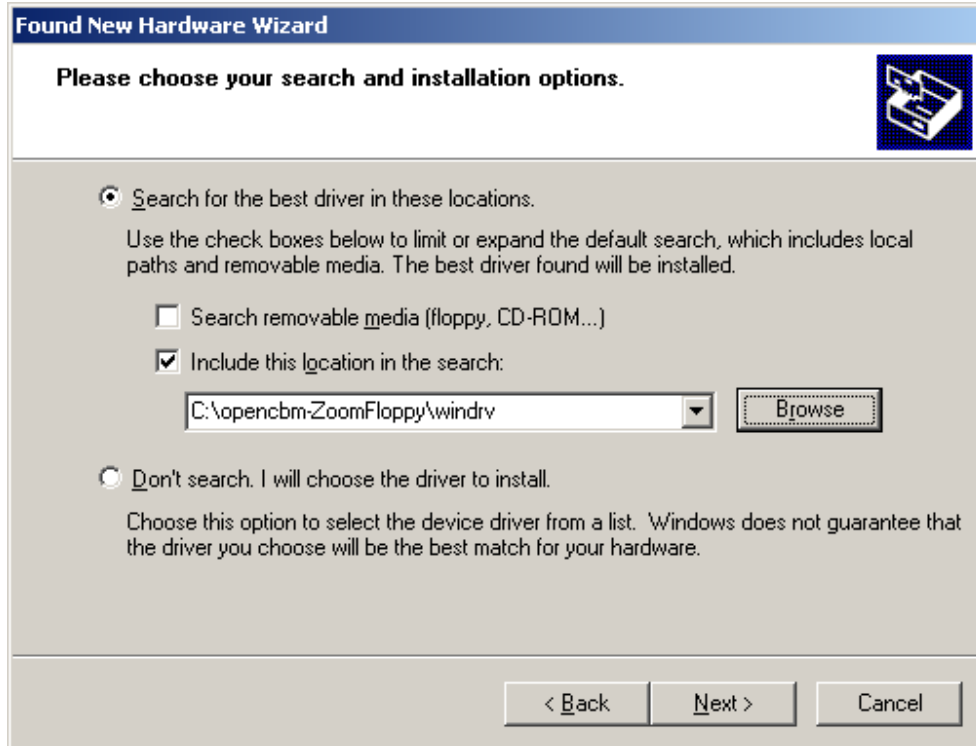 Found New Hardware Wizard
Please choose your search and installation options.
Search for the best driver in these locations.
Use the check boxes below to limit or expand the default search, which includes local
paths and removable media. The best driver found will be installed.
Search removable media (floppy, CD-ROM...)
Include this location in the search:
C:\opencbm-ZoomFloppy\windrv
Browse
Don't search. I will choose the driver to install.
Choose this option to select the device driver from a list.  Windows does not guarantee that
the driver you choose will be the best match for your hardware.
< Back
Next >
Cancel